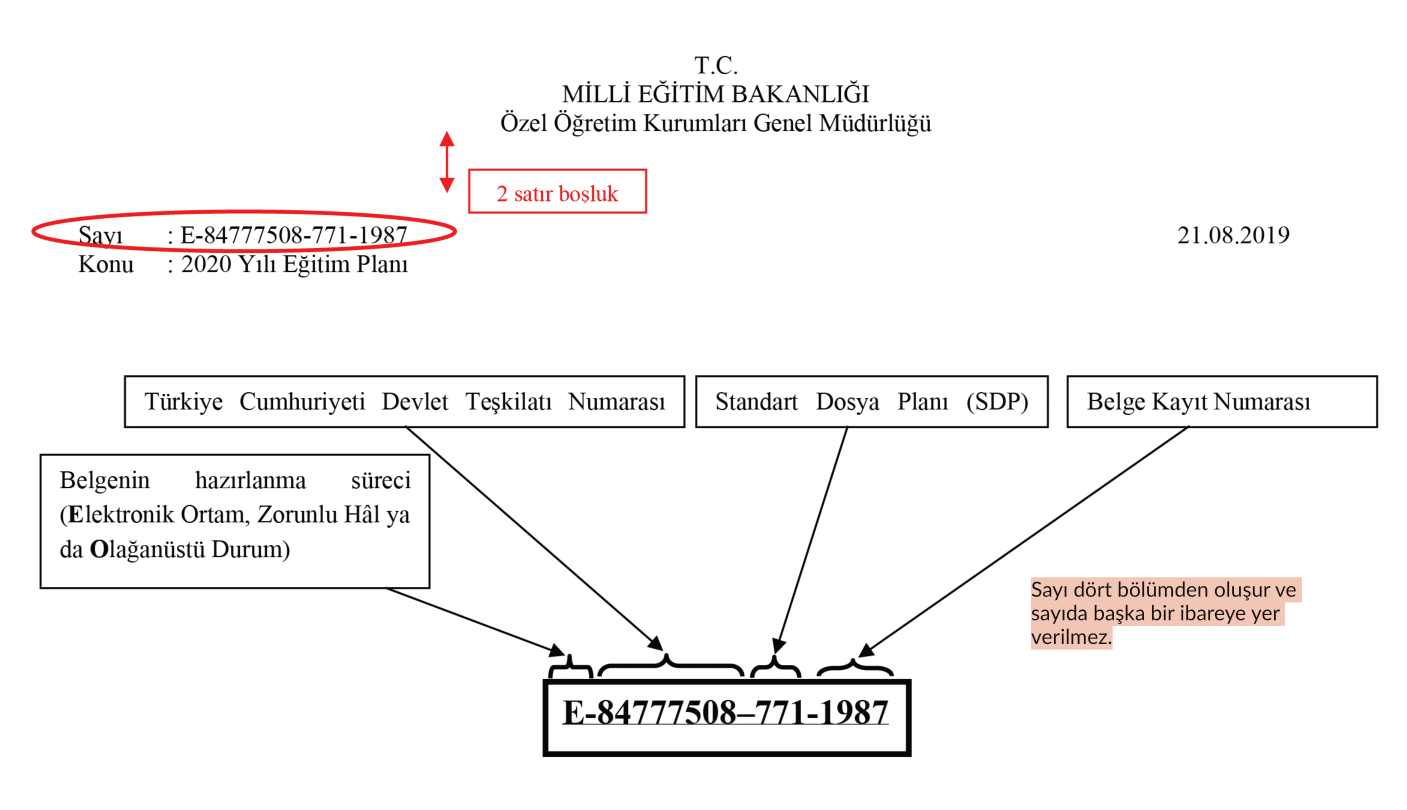 T.C.
MİLLİ EĞİTİM BAKANLIĞI
Özel Öğretim Kurumları Genel Müdürlüğü
2 satır boşluk
Sayı : E-84777508-771-1987 21.08.2019
Konu : 2020 Yılı Eğitim Planı
Türkiye Cumhuriyeti Devlet Teşkilatı Numarası
Standart Dosya Planı (SDP)
Belge Kayıt Numarası
Belgenin hazırlanma süreci
(Elektronik Ortam, Zorunlu Hâl ya
da Olağanüstü Durum)
Sayı dört bölümden oluşur ve
sayıda başka bir ibareye yer
verilmez.
E-84777508–771-1987